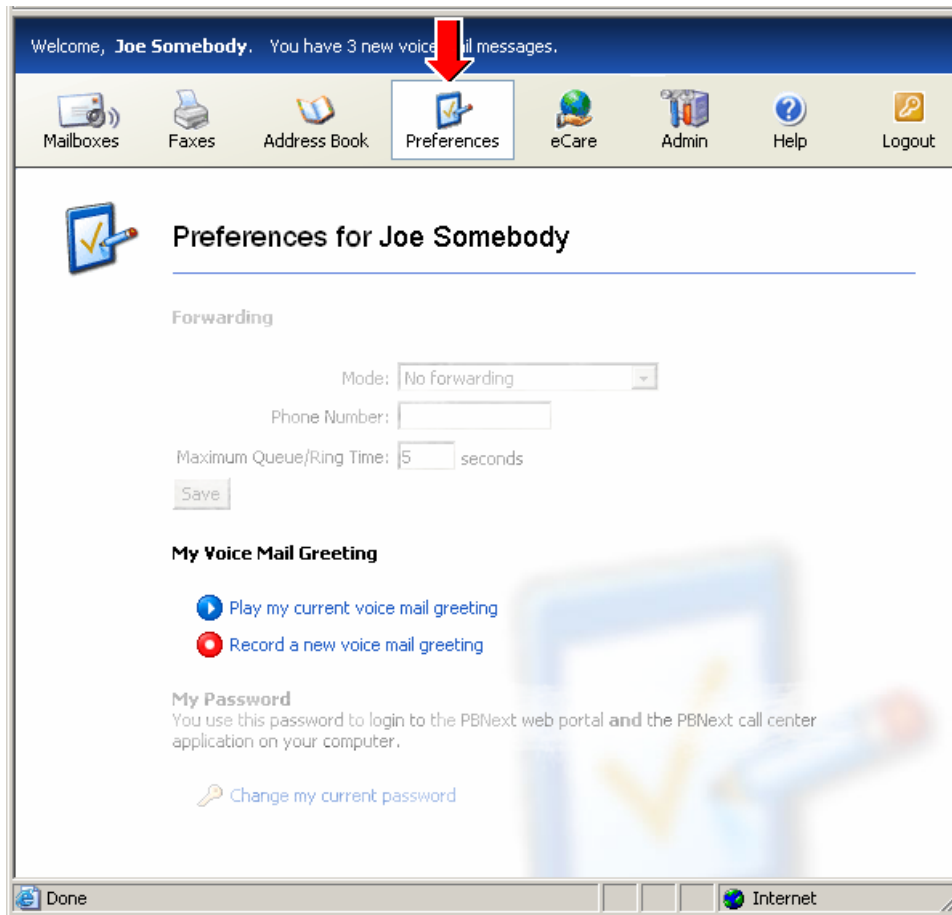 Welcome, Joe Somebody. You have 3 new voice mail messages.
Mailboxes Faxes Address Book Preferences eCare Admin Help Logout
Preferences for Joe Somebody
Forwarding
Mode: No forwarding
Phone Number:
Maximum Queue/Ring Time: 5 seconds
Save
My Voice Mail Greeting
Play my current voice mail greeting
Record a new voice mail greeting
My Password
You use this password to login to the PBNext web portal and the PBNext call center
application on your computer.
Change my current password
Done Internet